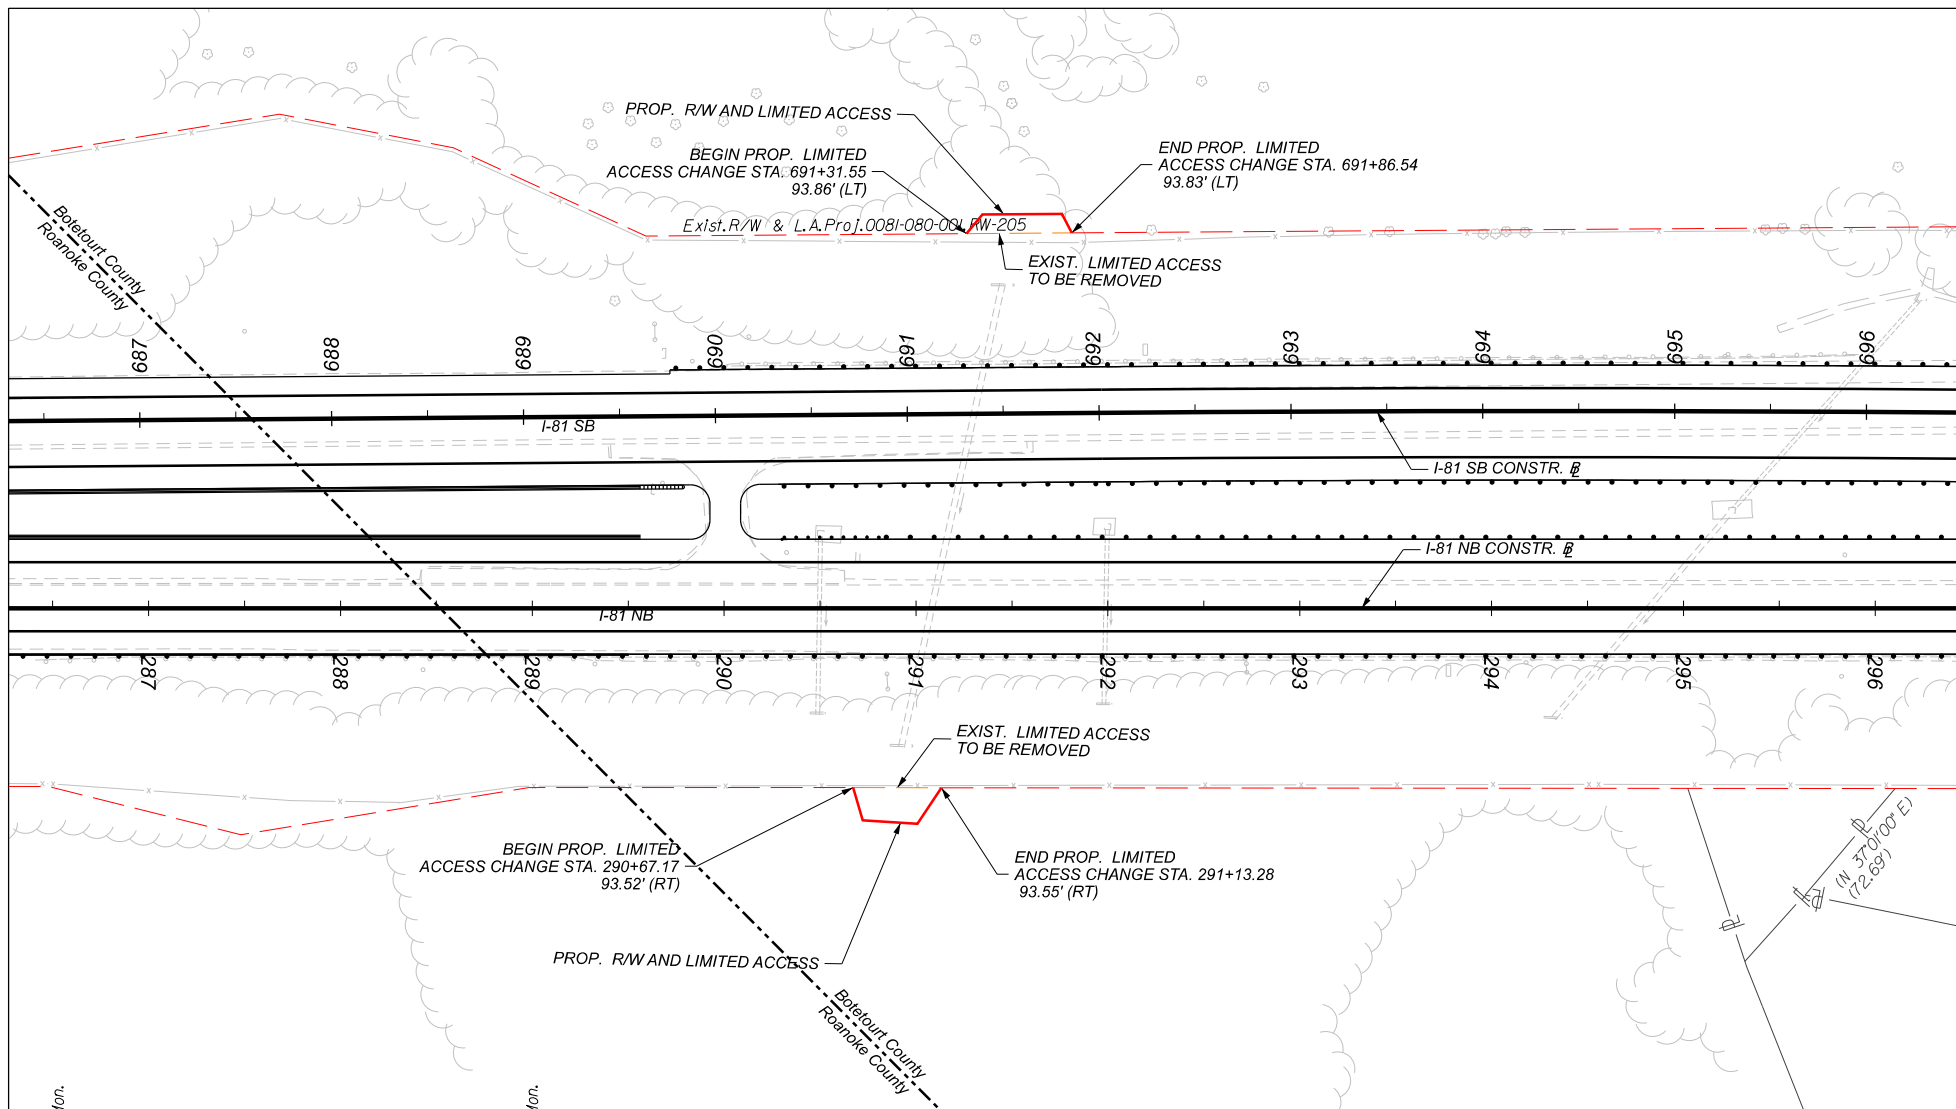 PROP. R/W AND LIMITED ACCESS
BEGIN PROP. LIMITED
ACCESS CHANGE STA. 691+31.55
93.86' (LT)
END PROP. LIMITED
ACCESS CHANGE STA. 691+86.54
93.83' (LT)
Exist.R/W & L.A.Proj.0081-080-001,RW-205
EXIST. LIMITED ACCESS
TO BE REMOVED
Botetourt County
Roanoke County
687
688
689
690
691
692
693
694
695
696
I-81 SB
I-81 SB CONSTR. BL
I-81 NB CONSTR. BL
I-81 NB
287
288
289
290
291
292
293
294
295
296
EXIST. LIMITED ACCESS
TO BE REMOVED
BEGIN PROP. LIMITED
ACCESS CHANGE STA. 290+67.17
93.52' (RT)
END PROP. LIMITED
ACCESS CHANGE STA. 291+13.28
93.55' (RT)
PROP. R/W AND LIMITED ACCESS
(N 37°01'00" E)
(72.69')
Botetourt County
Roanoke County